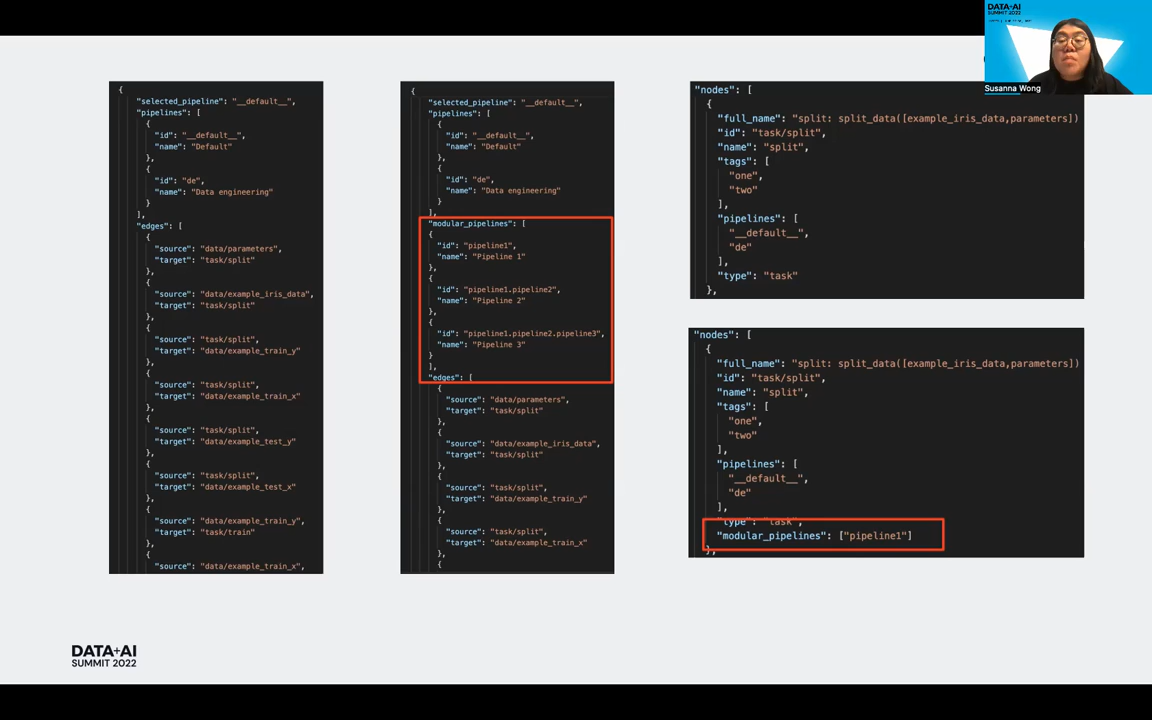 {
"selected_pipeline": "__default__",
"pipelines": [
{
"id": "__default__",
"name": "Default"
},
{
"id": "de",
"name": "Data engineering"
}
],
"edges": [
{
"source": "data/parameters",
"target": "task/split"
},
{
"source": "data/example_iris_data",
"target": "task/split"
},
{
"source": "task/split",
"target": "data/example_train_y"
},
{
"source": "task/split",
"target": "data/example_train_x"
},
{
"source": "task/split",
"target": "data/example_test_y"
},
{
"source": "task/split",
"target": "data/example_test_x"
},
{
"source": "data/example_train_y",
"target": "task/train"
},
{
"source": "data/example_train_x",
{
"selected_pipeline": "__default__",
"pipelines": [
{
"id": "__default__",
"name": "Default"
},
{
"id": "de",
"name": "Data engineering"
}
],
"modular_pipelines": [
{
"id": "pipeline1",
"name": "Pipeline 1"
},
{
"id": "pipeline1.pipeline2",
"name": "Pipeline 2"
},
{
"id": "pipeline1.pipeline2.pipeline3",
"name": "Pipeline 3"
}
],
"edges": [
{
"source": "data/parameters",
"target": "task/split"
},
{
"source": "data/example_iris_data",
"target": "task/split"
},
{
"source": "task/split",
"target": "data/example_train_y"
},
{
"source": "task/split",
"target": "data/example_train_x"
},
{
"nodes": [
{
"full_name": "split: split_data([example_iris_data,parameters])
"id": "task/split",
"name": "split",
"tags": [
"one",
"two"
],
"pipelines": [
"__default__",
"de"
],
"type": "task"
},
"nodes": [
{
"full_name": "split: split_data([example_iris_data,parameters])
"id": "task/split",
"name": "split",
"tags": [
"one",
"two"
],
"pipelines": [
"__default__",
"de"
],
"type": "task",
"modular_pipelines": ["pipeline1"]
},
DATA+AI
SUMMIT 2022
Susanna Wong
DATA+AI
SUMMIT 2022